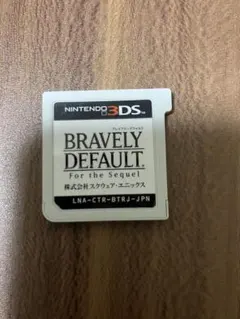 NINTENDO 3DS™
ブレイブリーデフォルト
BRAVELY
DEFAULT
For the Sequel
株式会社スクウェア・エニックス
LNA-CTR-BTRJ-JPN